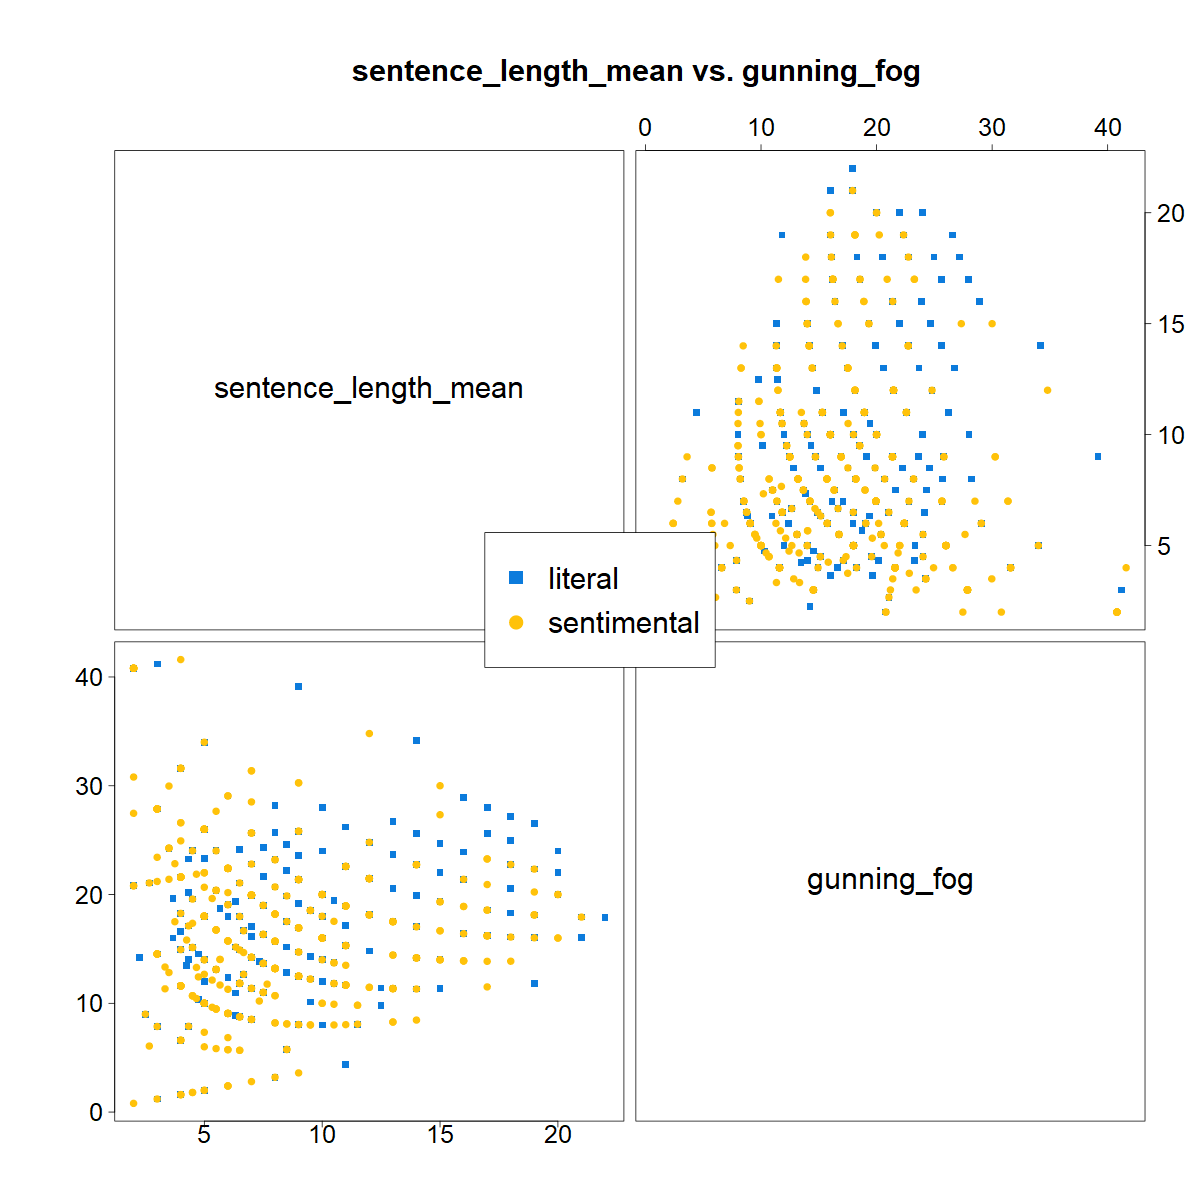 sentence_length_mean vs. gunning_fog
0 10 20 30 40
sentence_length_mean
20
15
10
5
literal
sentimental
40
30
20
10
0
gunning_fog
5 10 15 20